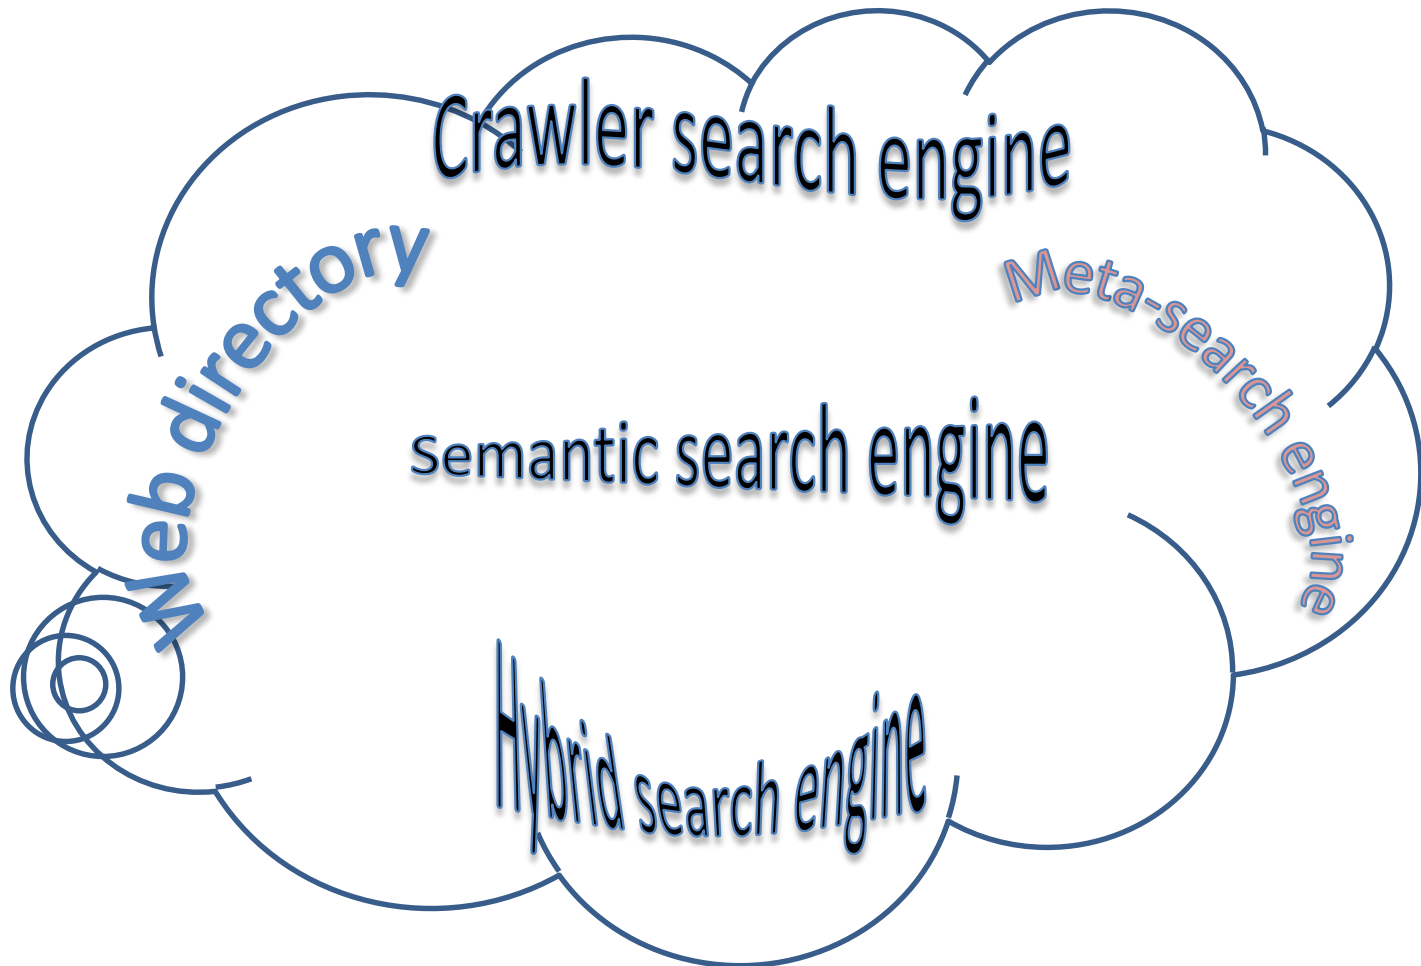 Crawler search engine
Web directory
Meta-search engine
Semantic search engine
Hybrid search engine